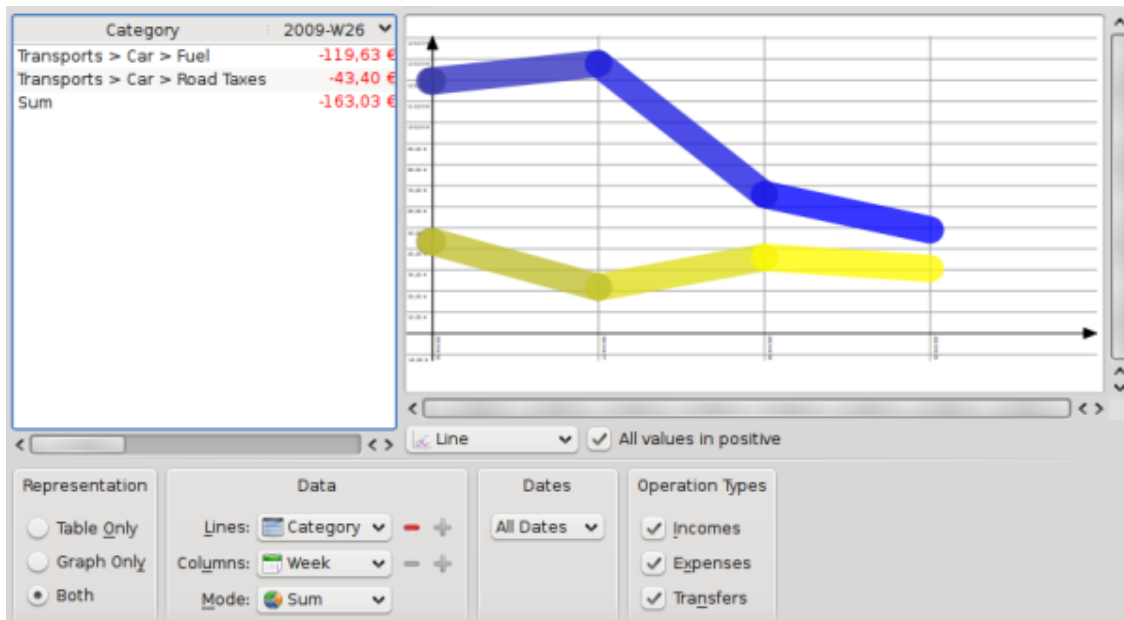 Category 2009-W26
Transports > Car > Fuel -119,63 €
Transports > Car > Road Taxes -43,40 €
Sum -163,03 €
Line All values in positive
Representation
Table Only
Graph Only
Both
Data
Lines: Category
Columns: Week
Mode: Sum
Dates
All Dates
Operation Types
Incomes
Expenses
Transfers